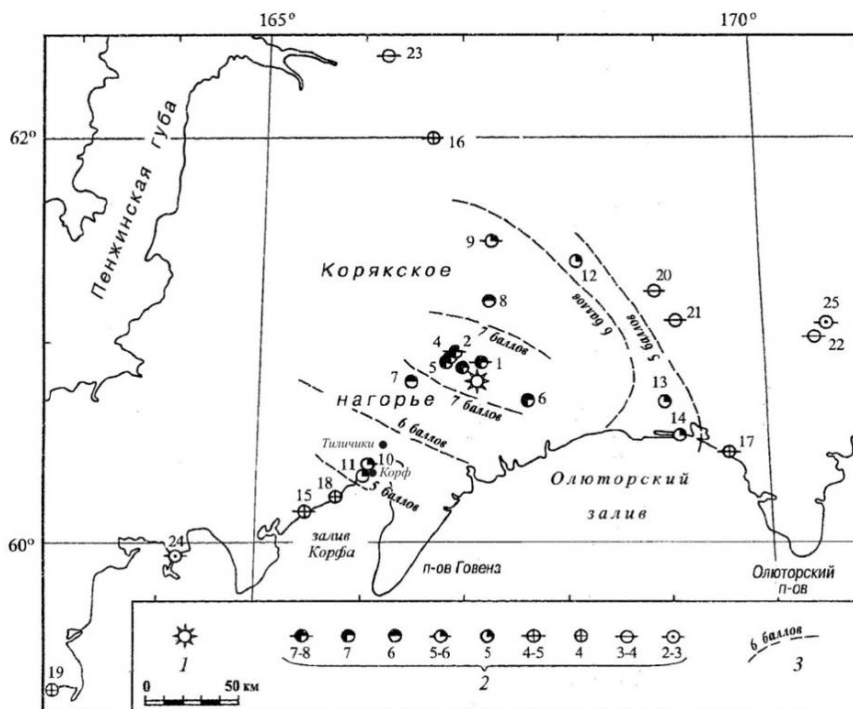 165°
170°
23
62°
16
Пенжинская губа
9
12
Корякское
20
8
6 баллов
5 баллов
21
25
22
7 баллов
4
2
1
5
7
7 баллов
6
13
нагорье
6 баллов
14
Тиличики
17
11
10
Корф
5 баллов
Олюторский
залив
18
15
60°
24
залив
Корфа
п-ов Говена
Олюторский
п-ов
19
1
7-8
7
6
5-6
5
4-5
4
3-4
2-3
2
6 баллов
3
0
50 км